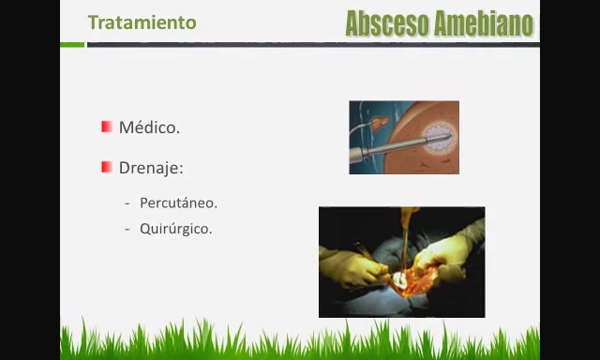 Tratamiento
Absceso Amebiano
Médico.
Drenaje:
- Percutáneo.
- Quirúrgico.